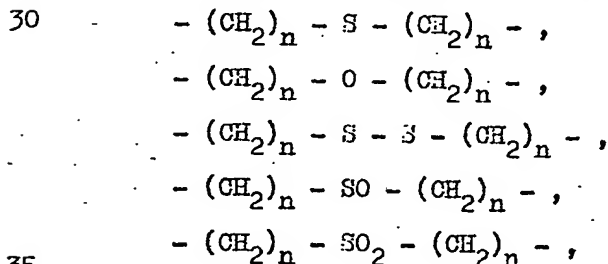 30 - (CH₂)ₙ - S - (CH₂)ₙ - ,
- (CH₂)ₙ - O - (CH₂)ₙ - ,
- (CH₂)ₙ - S - S - (CH₂)ₙ - ,
- (CH₂)ₙ - SO - (CH₂)ₙ - ,
- (CH₂)ₙ - SO₂ - (CH₂)ₙ - ,
35